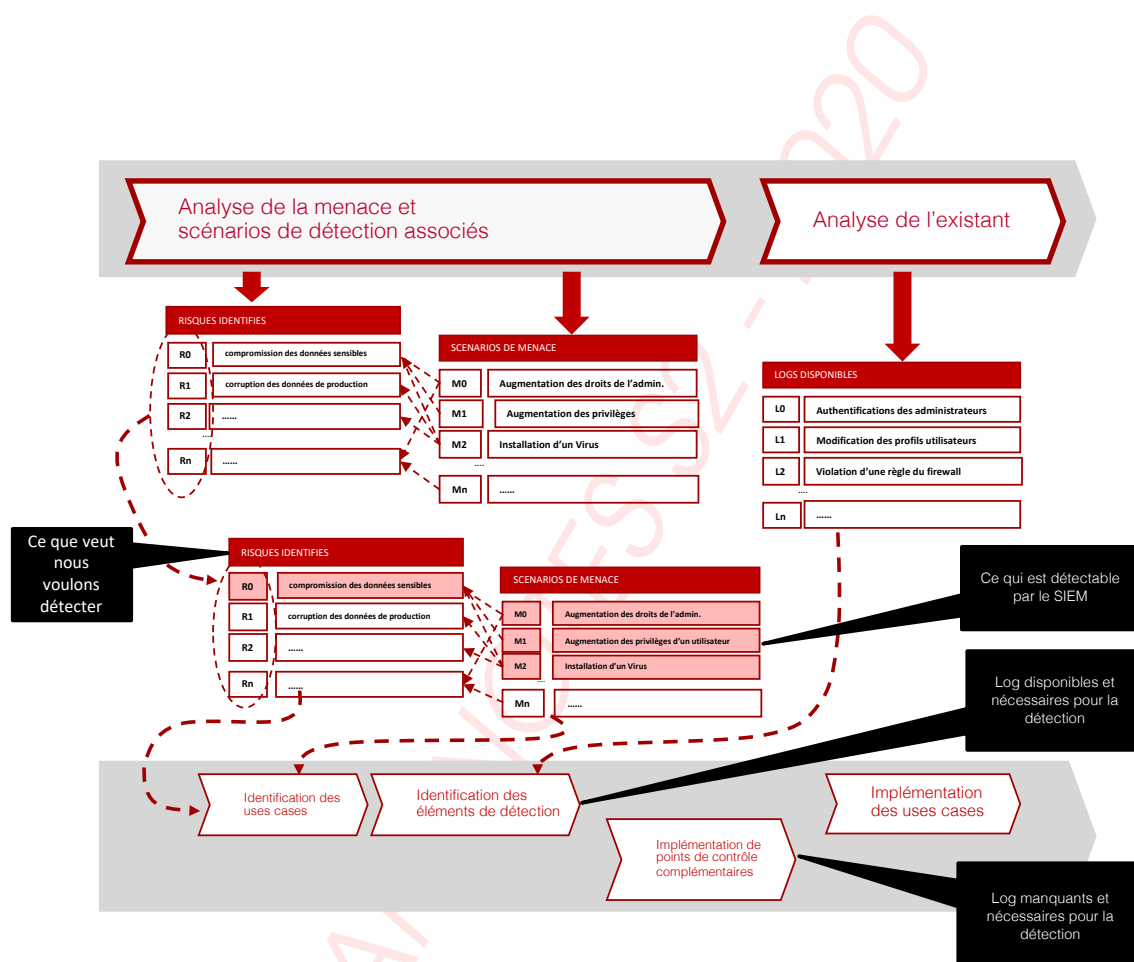 Analyse de la menace et
scénarios de détection associés
Analyse de l'existant
RISQUES IDENTIFIES
R0 compromission des données sensibles
R1 corruption des données de production
R2 ......
....
Rn ......
SCENARIOS DE MENACE
M0 Augmentation des droits de l'admin.
M1 Augmentation des privilèges
M2 Installation d'un Virus
....
Mn ......
LOGS DISPONIBLES
L0 Authentifications des administrateurs
L1 Modification des profils utilisateurs
L2 Violation d'une règle du firewall
....
Ln ......
Ce que veut
nous
voulons
détecter
RISQUES IDENTIFIES
R0 compromission des données sensibles
R1 corruption des données de production
R2 ......
Rn ......
SCENARIOS DE MENACE
M0 Augmentation des droits de l'admin.
M1 Augmentation des privilèges d'un utilisateur
M2 Installation d'un Virus
....
Mn ......
Ce qui est détectable
par le SIEM
Log disponibles et
nécessaires pour la
détection
Identification des
uses cases
Identification des
éléments de détection
Implémentation de
points de contrôle
complémentaires
Implémentation
des uses cases
Log manquants et
nécessaires pour la
détection